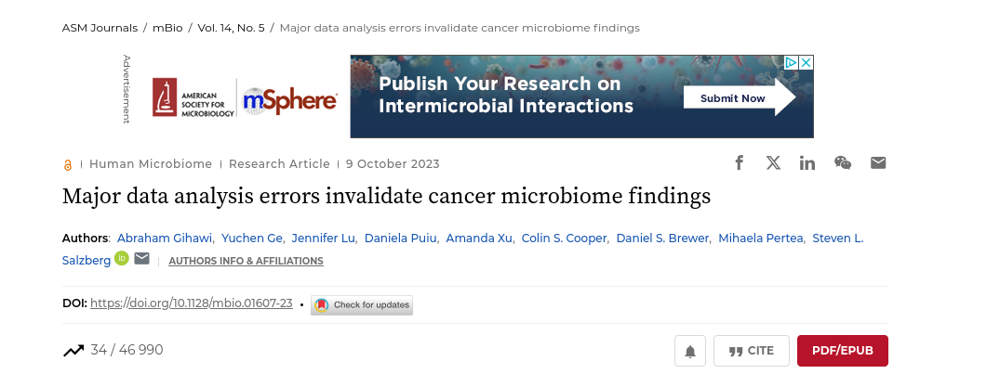 ASM Journals / mBio / Vol. 14, No. 5 / Major data analysis errors invalidate cancer microbiome findings
Advertisement
AMERICAN
SOCIETY FOR
MICROBIOLOGY
mSphere®
Publish Your Research on
Intermicrobial Interactions
Submit Now
| Human Microbiome | Research Article | 9 October 2023
Major data analysis errors invalidate cancer microbiome findings
Authors: Abraham Gihawi, Yuchen Ge, Jennifer Lu, Daniela Puiu, Amanda Xu, Colin S. Cooper, Daniel S. Brewer, Mihaela Pertea, Steven L.
Salzberg iD | AUTHORS INFO & AFFILIATIONS
DOI: https://doi.org/10.1128/mbio.01607-23 • Check for updates
34 / 46 990
CITE
PDF/EPUB